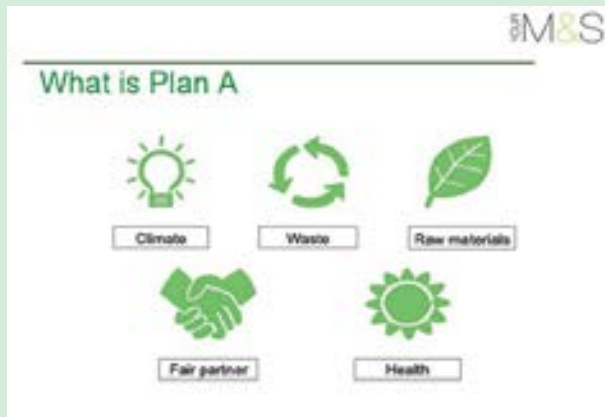 M&S
What is Plan A
Climate
Waste
Raw materials
Fair partner
Health